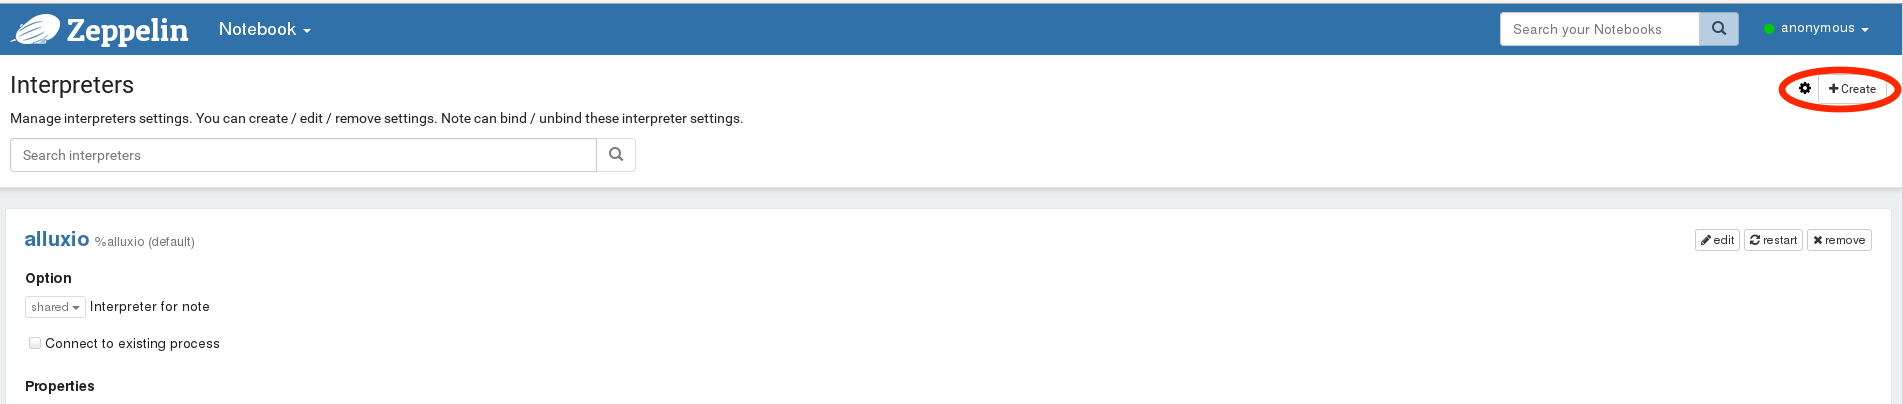 Zeppelin Notebook Search your Notebooks anonymous
Interpreters
Create
Manage interpreters settings. You can create / edit / remove settings. Note can bind / unbind these interpreter settings.
Search interpreters
alluxio %alluxio (default) edit restart remove
Option
shared Interpreter for note
Connect to existing process
Properties